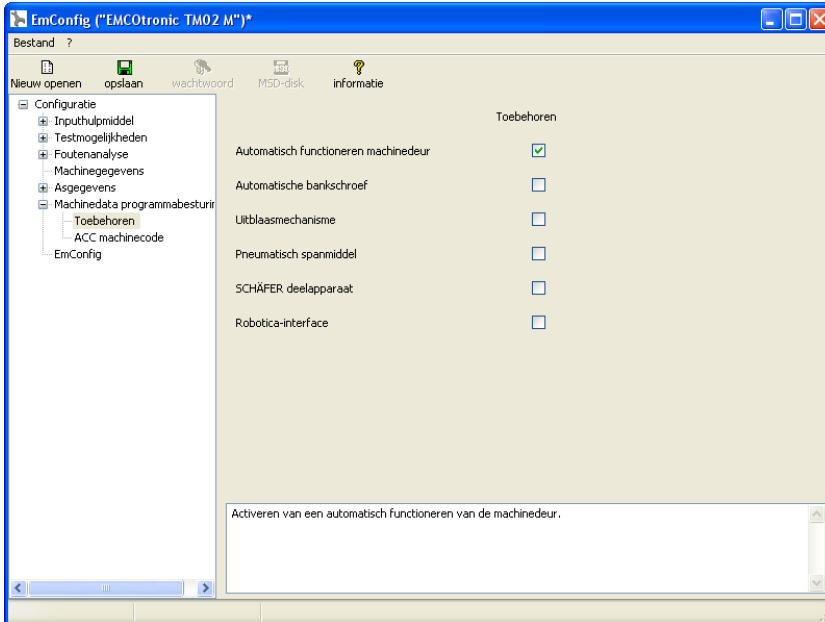 EmConfig ("EMCOtronic TM02 M")*
Bestand ?
Nieuw openen opslaan wachtwoord MSD-disk informatie
Configuratie
Inputhulpmiddel
Testmogelijkheden
Foutenanalyse
Machinegegevens
Asgegevens
Machinedata programmabesturir
Toebehoren
ACC machinecode
EmConfig
Toebehoren
Automatisch functioneren machinedeur
Automatische bankschroef
Uitblaasmechanisme
Pneumatisch spanmiddel
SCHÄFER deelapparaat
Robotica-interface
Activeren van een automatisch functioneren van de machinedeur.